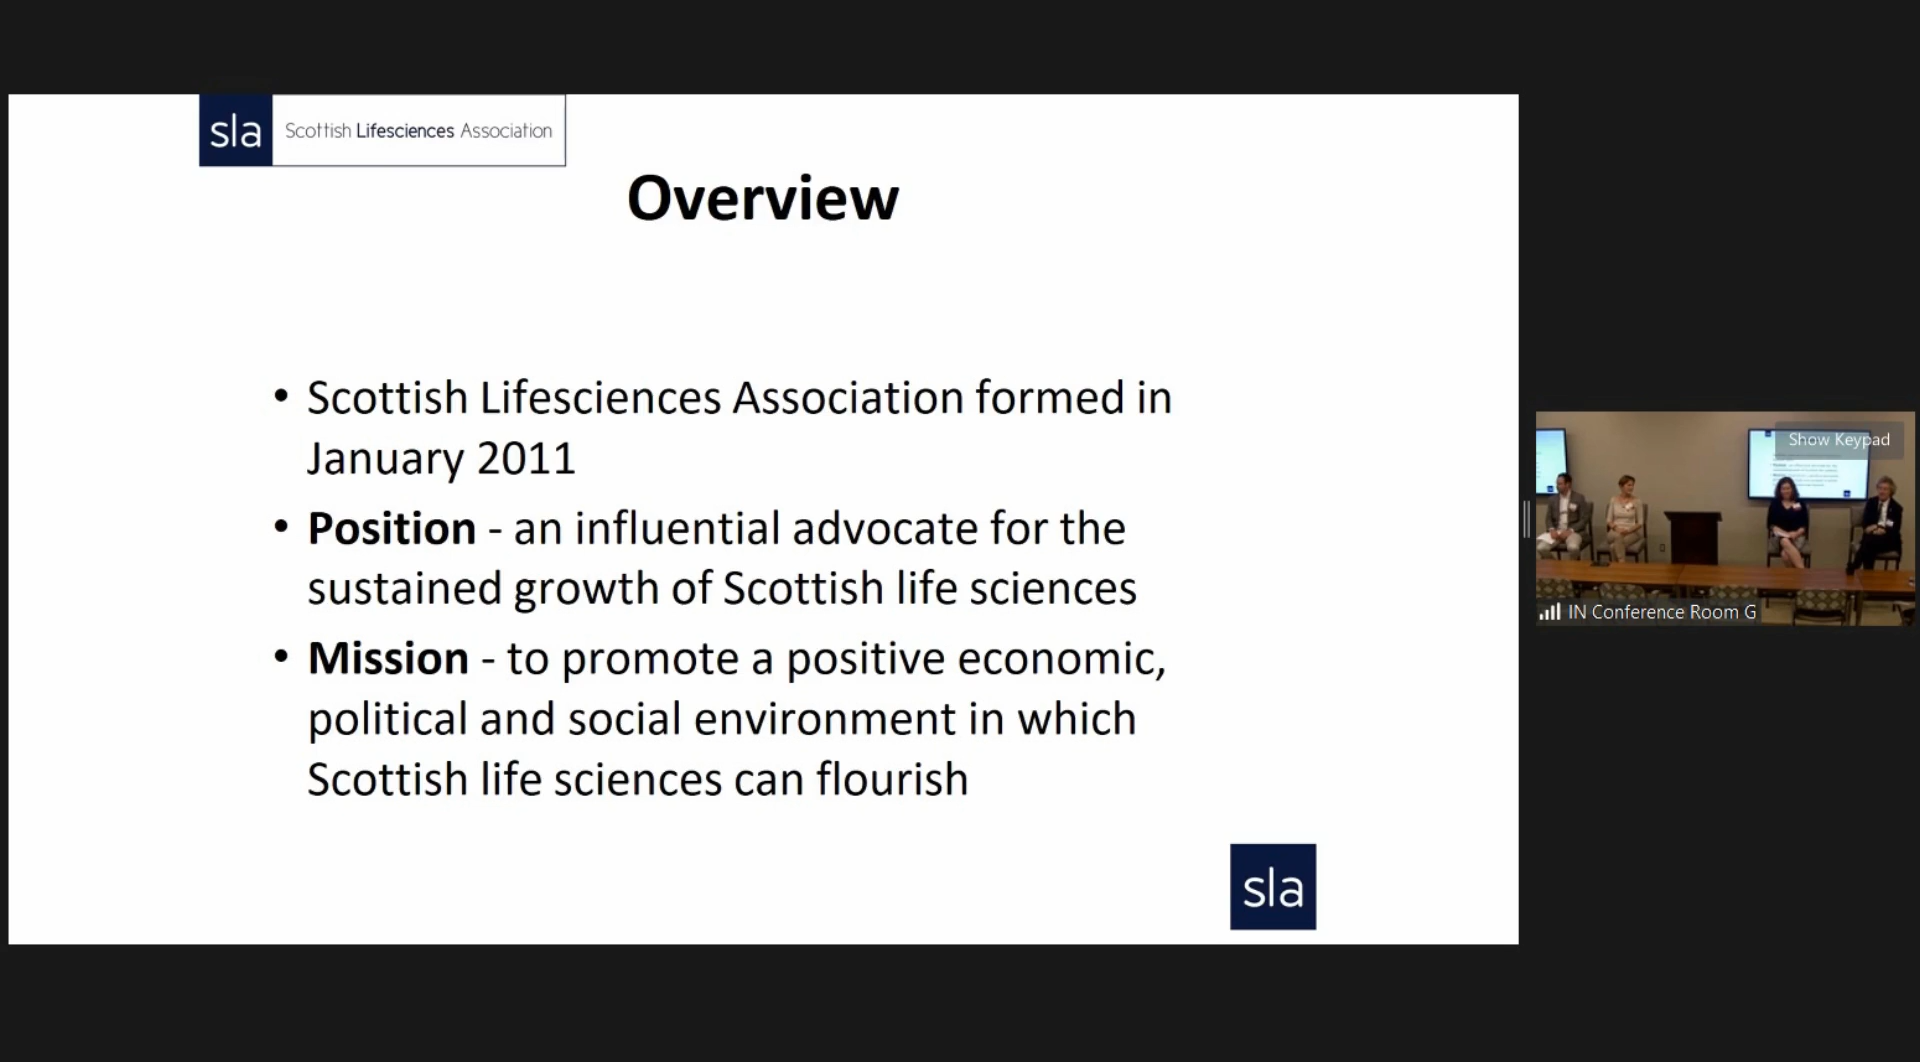 sla Scottish Lifesciences Association
Overview
• Scottish Lifesciences Association formed in
January 2011
• Position - an influential advocate for the
sustained growth of Scottish life sciences
• Mission - to promote a positive economic,
political and social environment in which
Scottish life sciences can flourish
sla
Show Keypad
IN Conference Room G